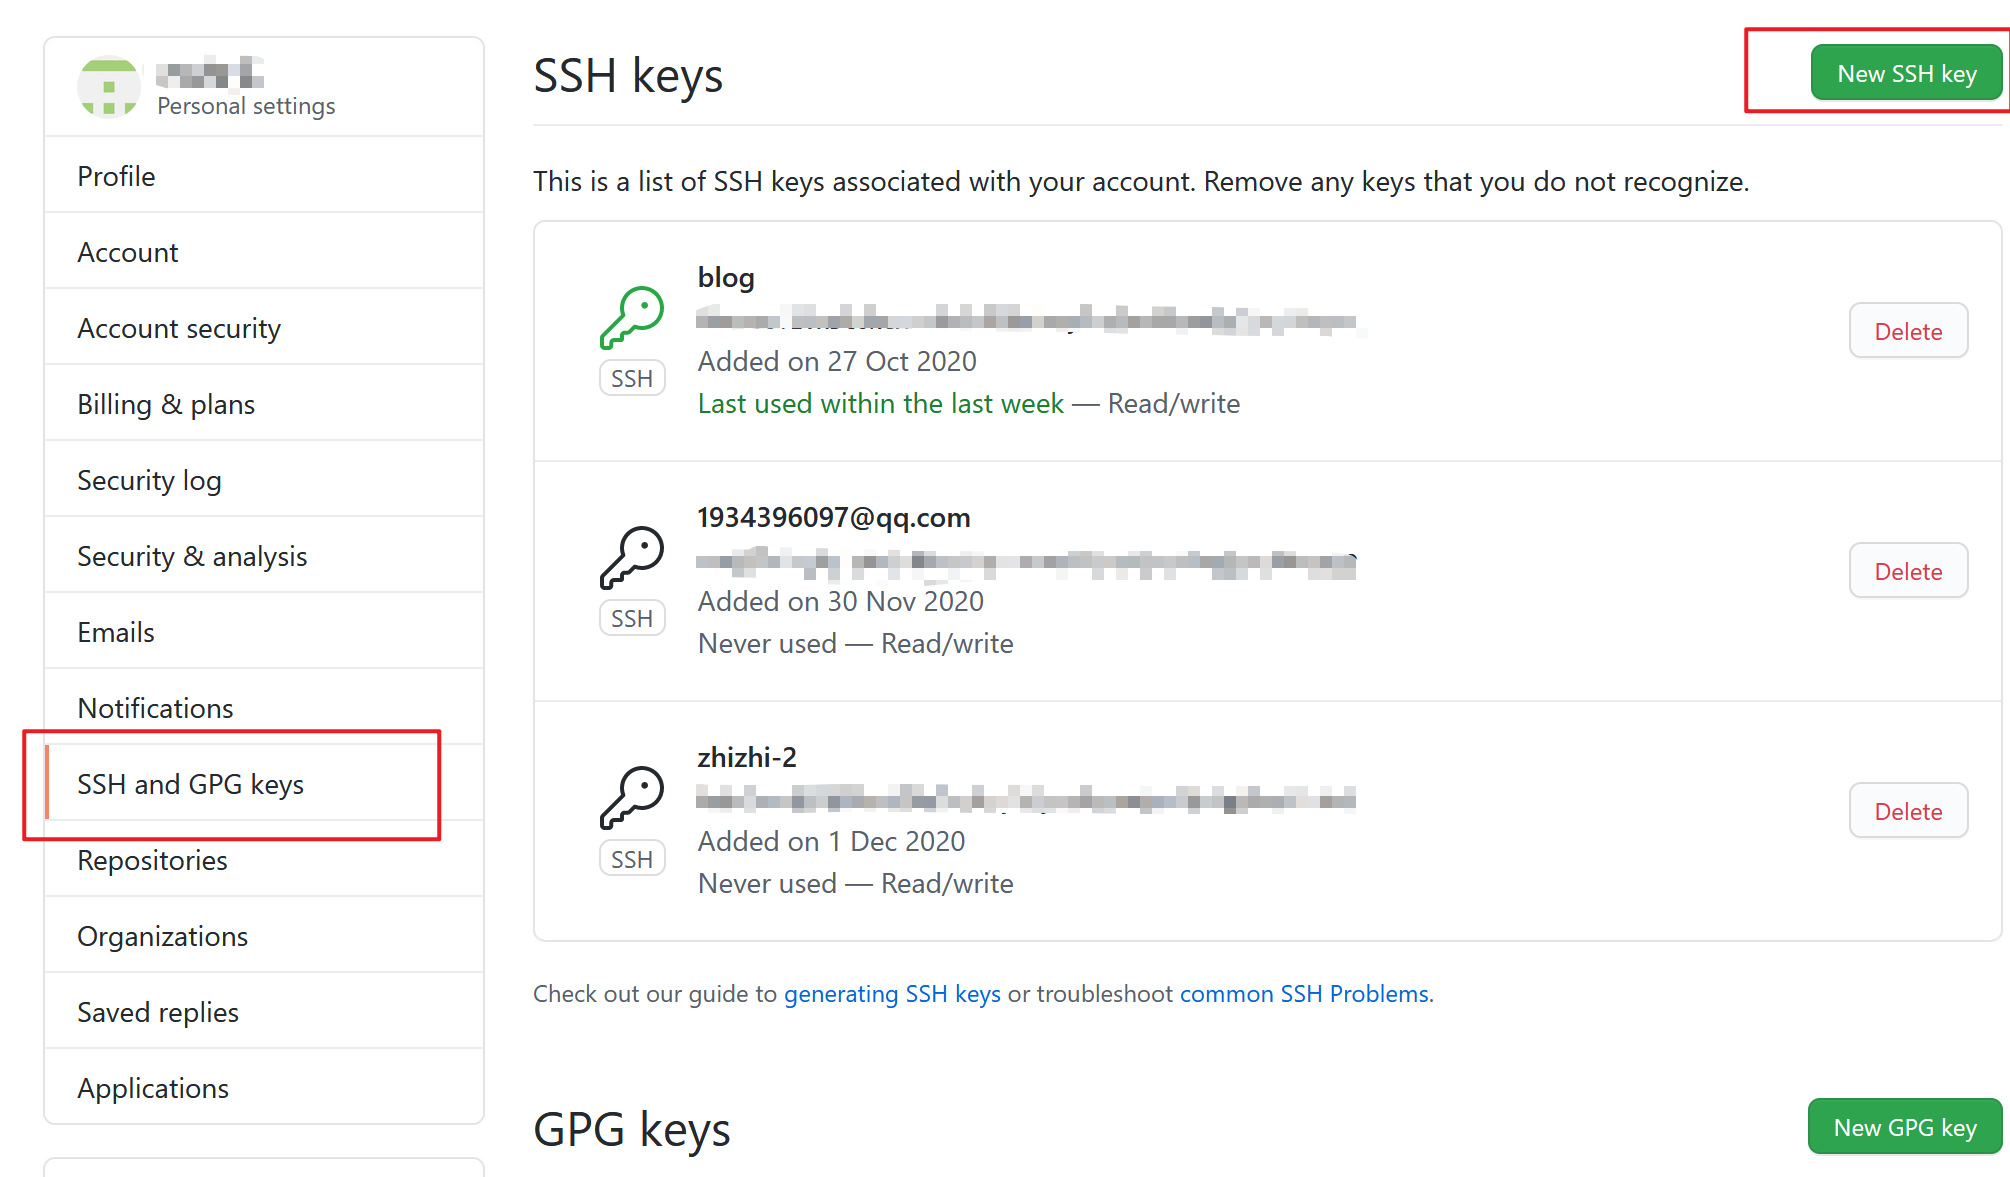 Personal settings
Profile
Account
Account security
Billing & plans
Security log
Security & analysis
Emails
Notifications
SSH and GPG keys
Repositories
Organizations
Saved replies
Applications
SSH keys
New SSH key
This is a list of SSH keys associated with your account. Remove any keys that you do not recognize.
blog
SSH
Added on 27 Oct 2020
Last used within the last week — Read/write
Delete
1934396097@qq.com
SSH
Added on 30 Nov 2020
Never used — Read/write
Delete
zhizhi-2
SSH
Added on 1 Dec 2020
Never used — Read/write
Delete
Check out our guide to generating SSH keys or troubleshoot common SSH Problems.
GPG keys
New GPG key